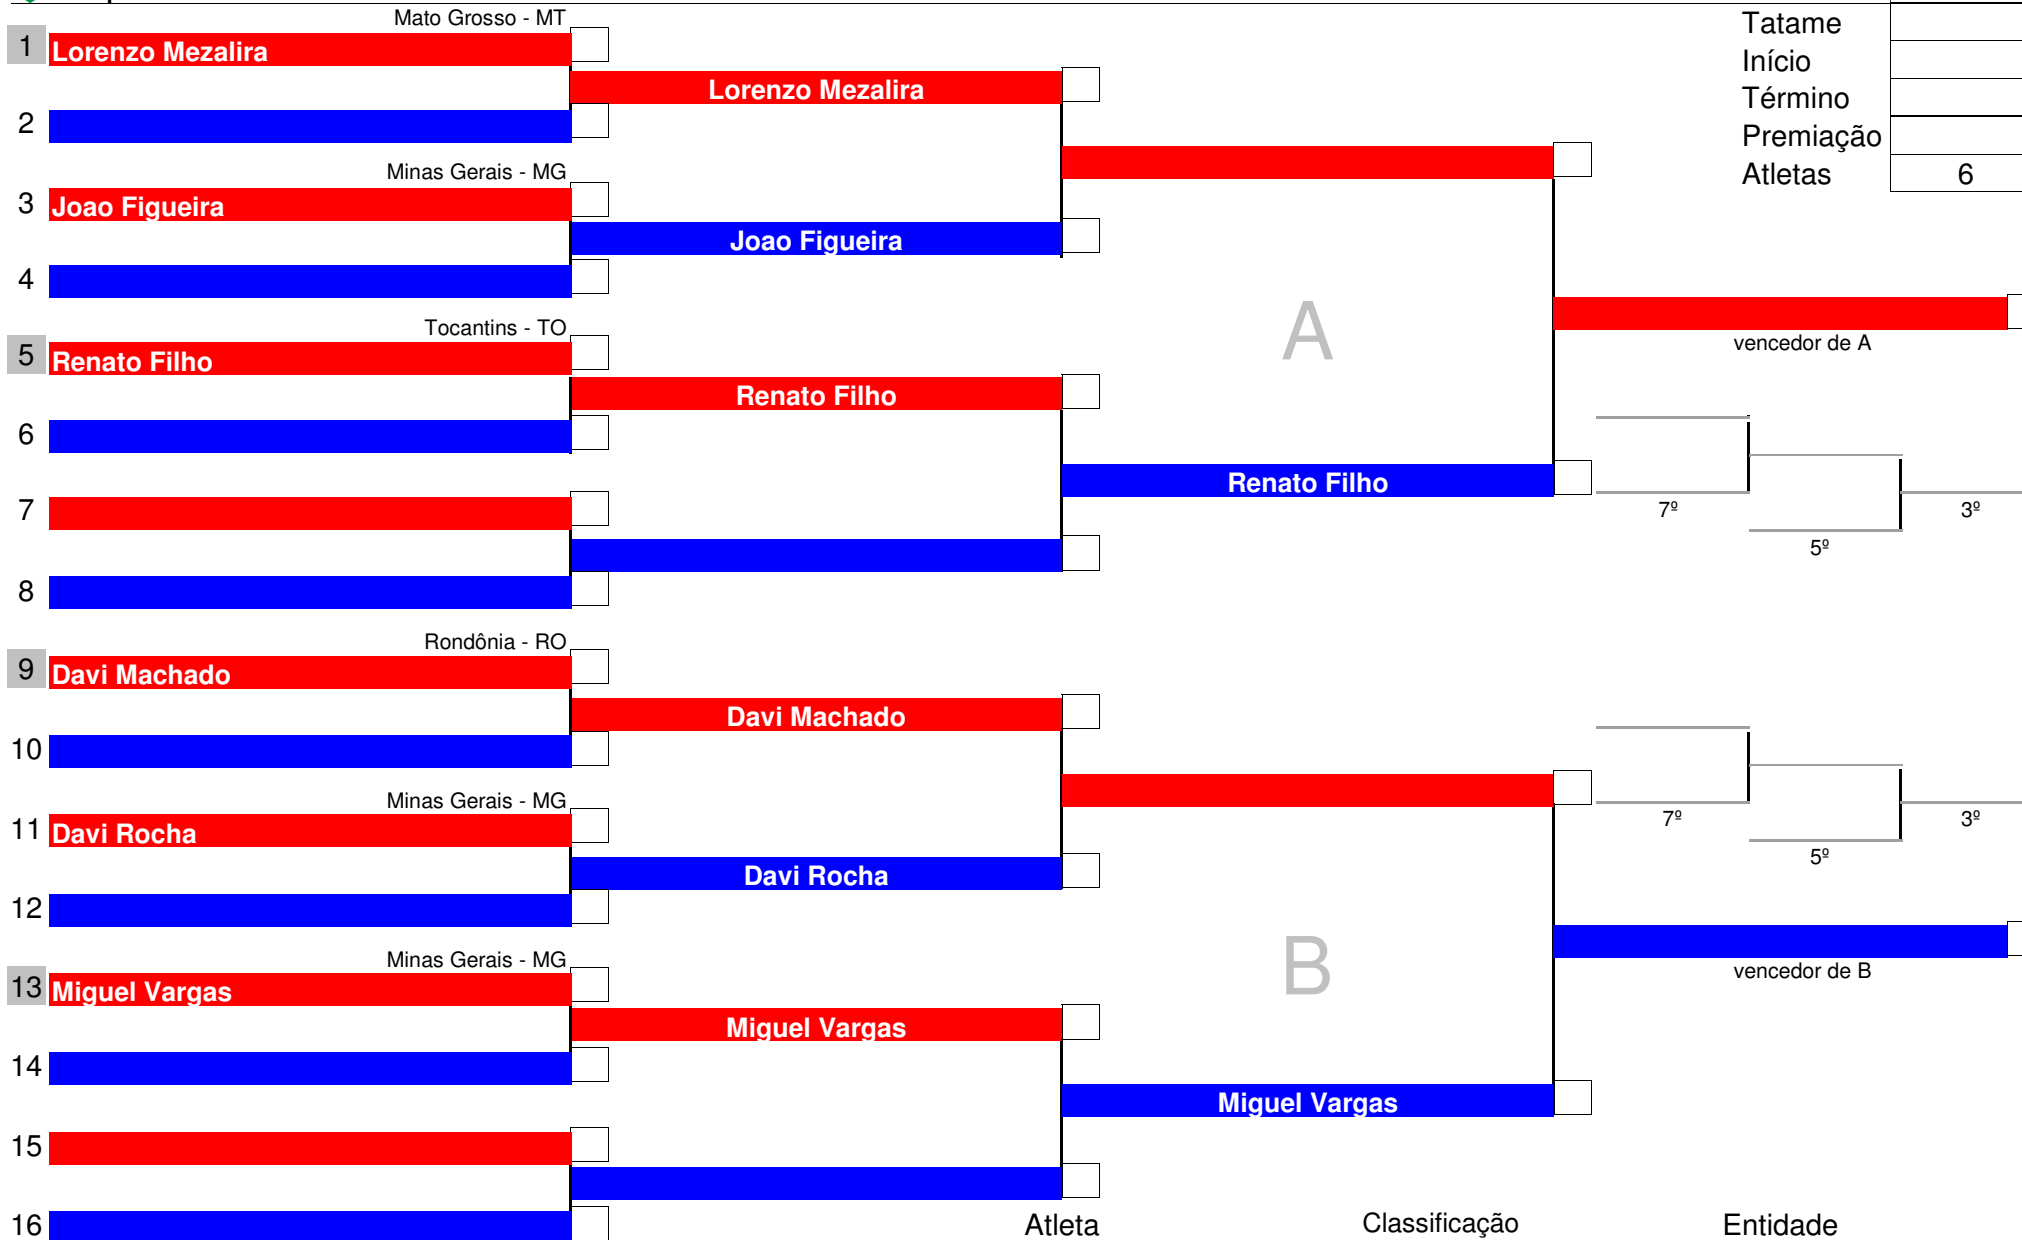 Mato Grosso - MT
Tatame
1 Lorenzo Mezalira
Início
Lorenzo Mezalira
Término
2
Premiação
Minas Gerais - MG
Atletas 6
3 Joao Figueira
Joao Figueira
4
A
Tocantins - TO
vencedor de A
5 Renato Filho
Renato Filho
6
Renato Filho
7
7º 3º
5º
8
Rondônia - RO
9 Davi Machado
Davi Machado
10
Minas Gerais - MG
7º 3º
11 Davi Rocha
5º
Davi Rocha
12
B
Minas Gerais - MG
vencedor de B
13 Miguel Vargas
Miguel Vargas
14
Miguel Vargas
15
16
Atleta Classificação Entidade